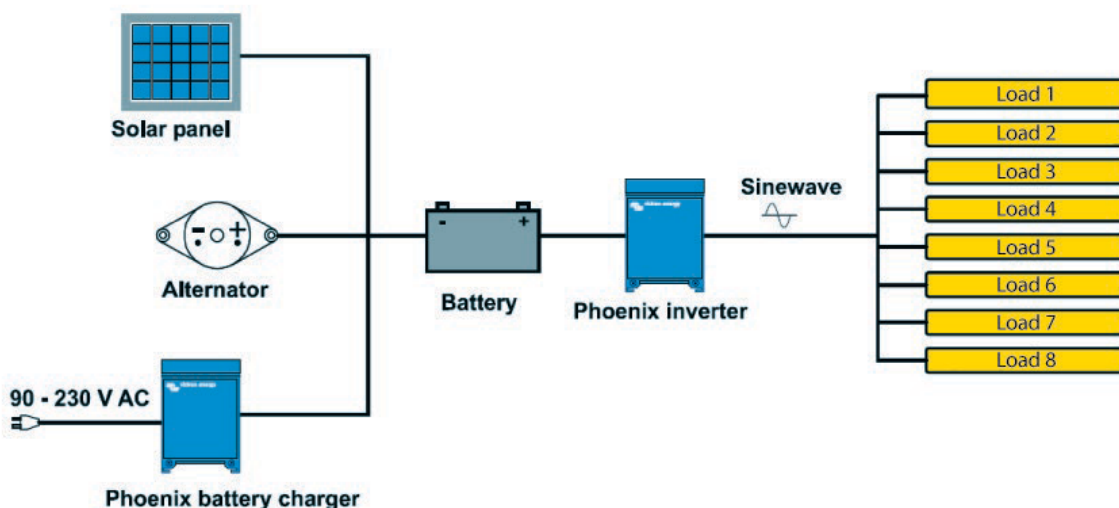 Solar panel
Alternator
90 - 230 V AC
Phoenix battery charger
-
+
Battery
-
+
Phoenix inverter
Sinewave
Load 1
Load 2
Load 3
Load 4
Load 5
Load 6
Load 7
Load 8